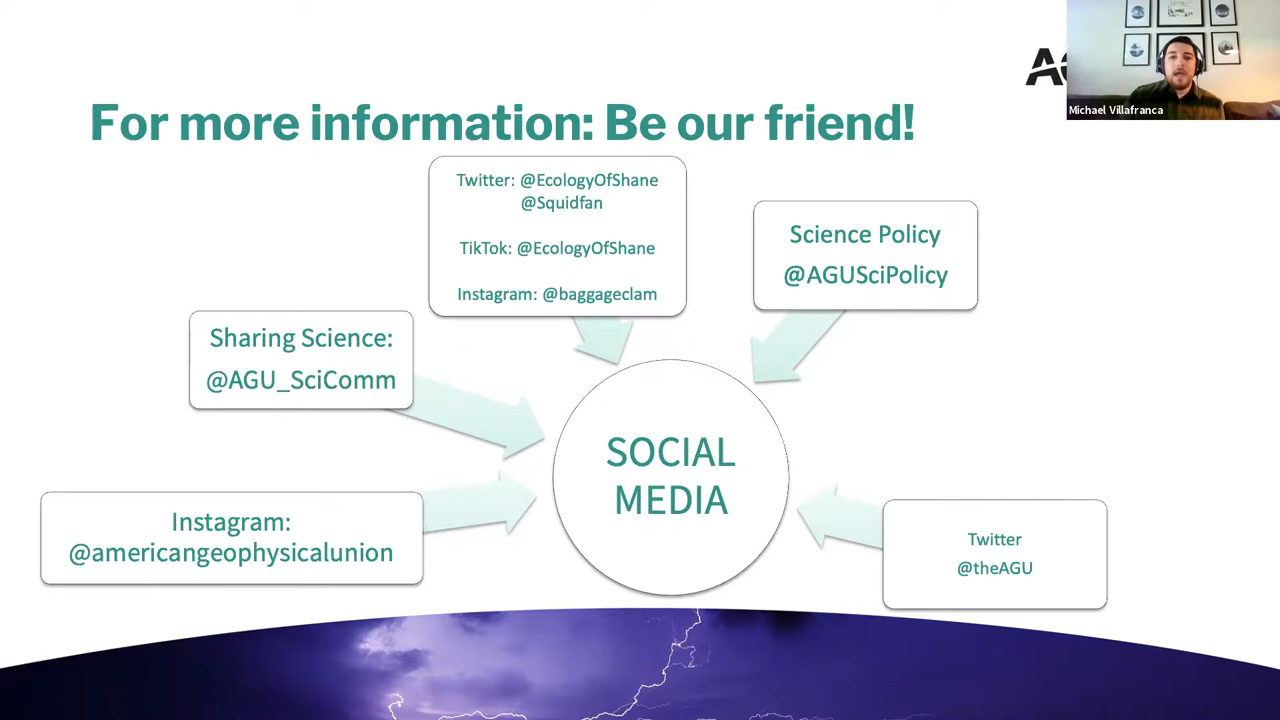 For more information: Be our friend!
Michael Villafranca
Twitter: @EcologyOfShane
@Squidfan
TikTok: @EcologyOfShane
Instagram: @baggageclam
Science Policy
@AGUSciPolicy
Sharing Science:
@AGU_SciComm
SOCIAL
MEDIA
Instagram:
@americangeophysicalunion
Twitter
@theAGU